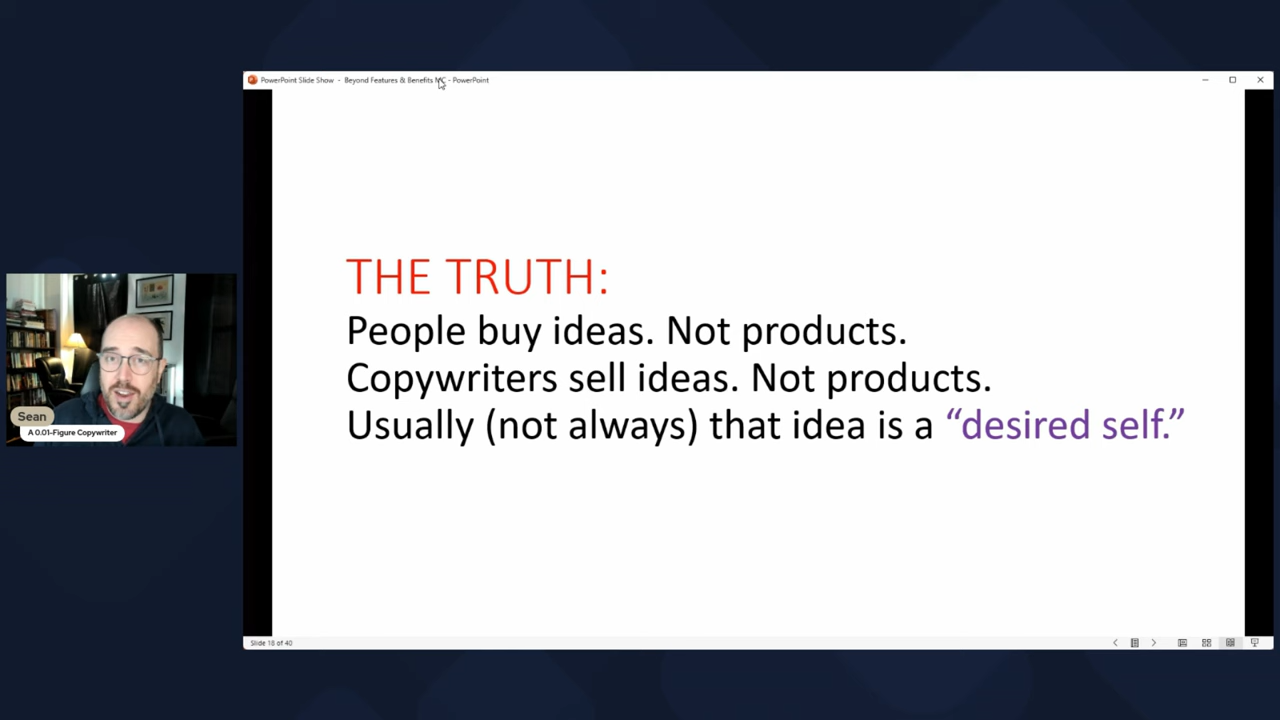 PowerPoint Slide Show - Beyond Features & Benefits MC - PowerPoint
THE TRUTH:
People buy ideas. Not products.
Copywriters sell ideas. Not products.
Usually (not always) that idea is a “desired self.”
Sean
A 0.01-Figure Copywriter
Slide 18 of 40